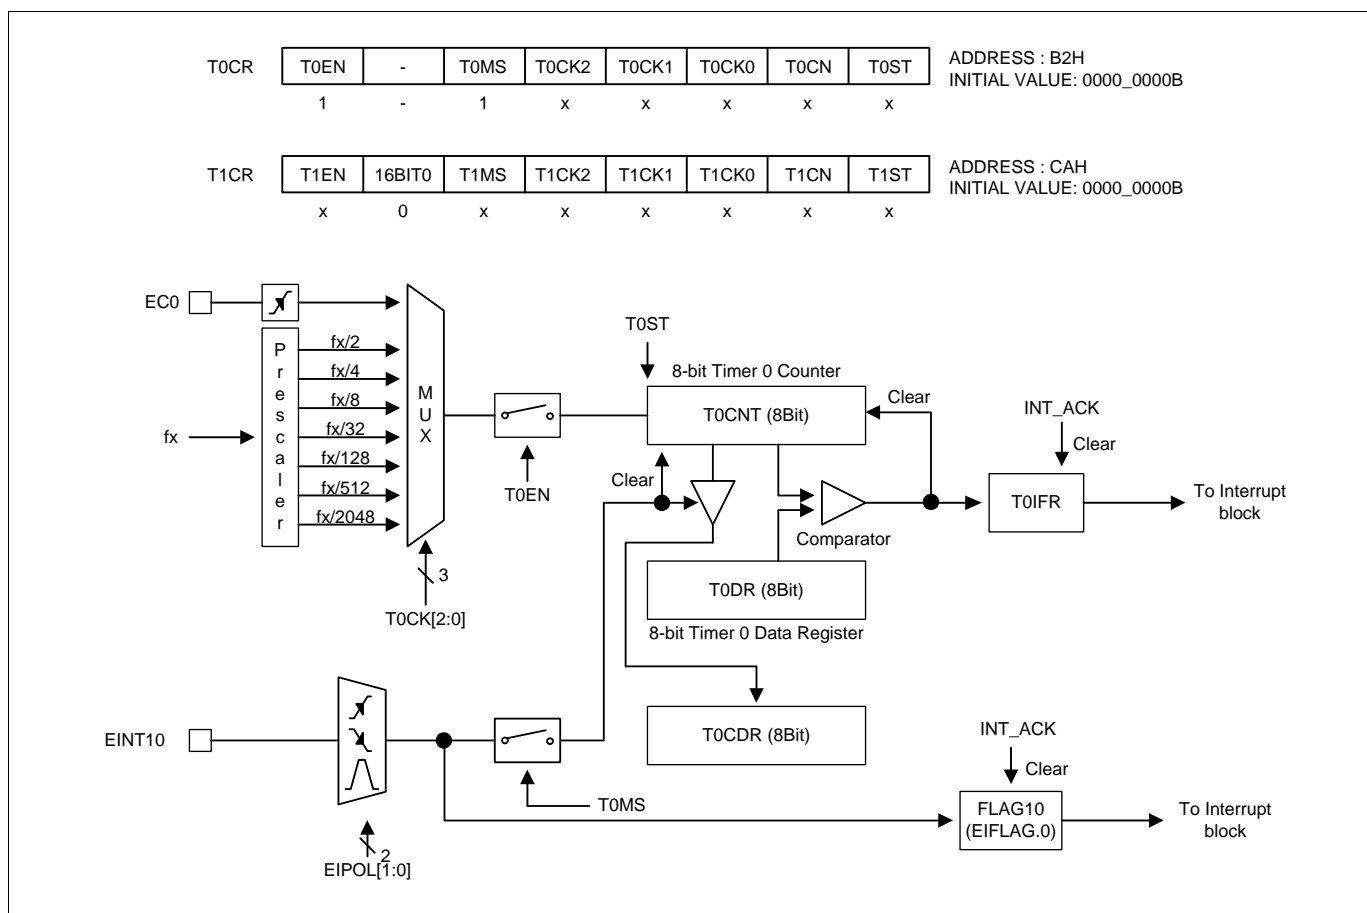 T0CR T0EN - T0MS T0CK2 T0CK1 T0CK0 T0CN T0ST ADDRESS : B2H
INITIAL VALUE: 0000_0000B
1 - 1 x x x x x
T1CR T1EN 16BIT0 T1MS T1CK2 T1CK1 T1CK0 T1CN T1ST ADDRESS : CAH
INITIAL VALUE: 0000_0000B
x 0 x x x x x x
EC0
Prescaler
fx
fx/2
fx/4
fx/8
fx/32
fx/128
fx/512
fx/2048
MUX
3
T0CK[2:0]
T0EN
T0ST
8-bit Timer 0 Counter
T0CNT (8Bit)
Clear
Clear
Comparator
T0DR (8Bit)
8-bit Timer 0 Data Register
T0CDR (8Bit)
INT_ACK
Clear
T0IFR
To Interrupt
block
EINT10
2
EIPOL[1:0]
T0MS
INT_ACK
Clear
FLAG10
(EIFLAG.0)
To Interrupt
block